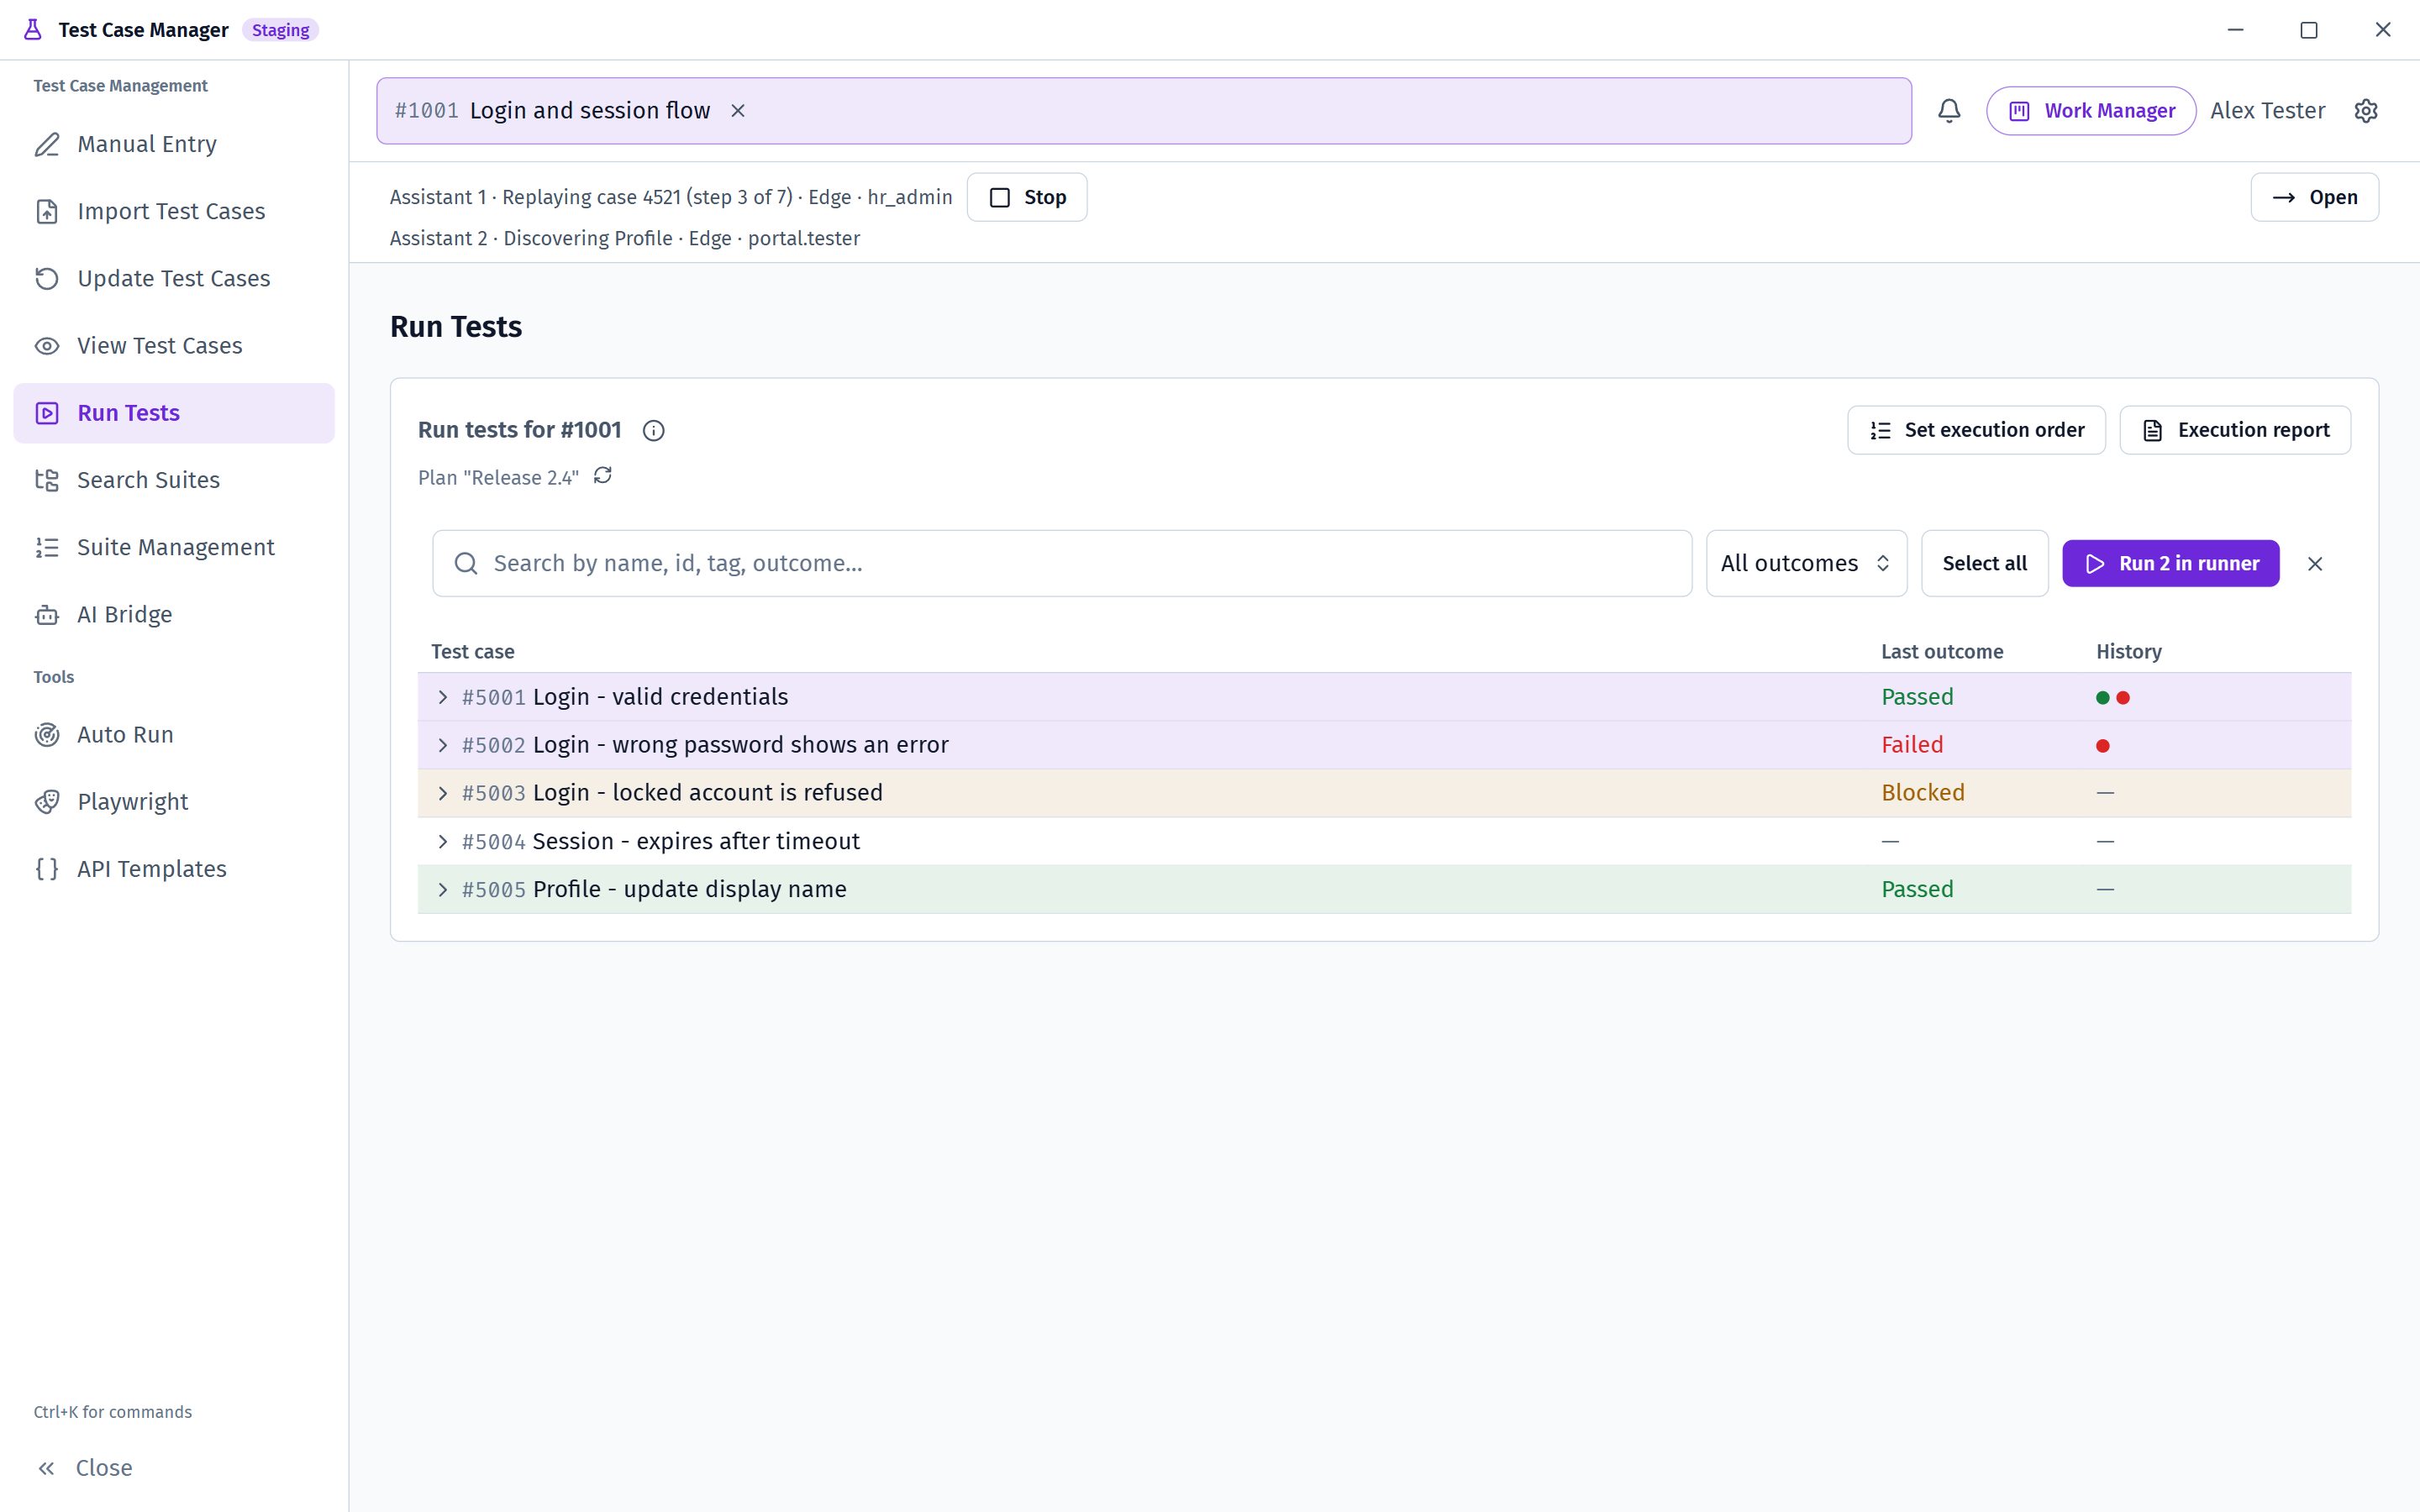 Test Case Manager Staging
Test Case Management
Manual Entry
Import Test Cases
Update Test Cases
View Test Cases
Run Tests
Search Suites
Suite Management
AI Bridge
Tools
Auto Run
Playwright
API Templates
Ctrl+K for commands
Close
#1001 Login and session flow
Work Manager
Alex Tester
Assistant 1 · Replaying case 4521 (step 3 of 7) · Edge · hr_admin Stop Open
Assistant 2 · Discovering Profile · Edge · portal.tester
Run Tests
Run tests for #1001 Set execution order Execution report
Plan "Release 2.4"
Search by name, id, tag, outcome... All outcomes Select all Run 2 in runner
Test case Last outcome History
#5001 Login - valid credentials Passed
#5002 Login - wrong password shows an error Failed
#5003 Login - locked account is refused Blocked —
#5004 Session - expires after timeout — —
#5005 Profile - update display name Passed —